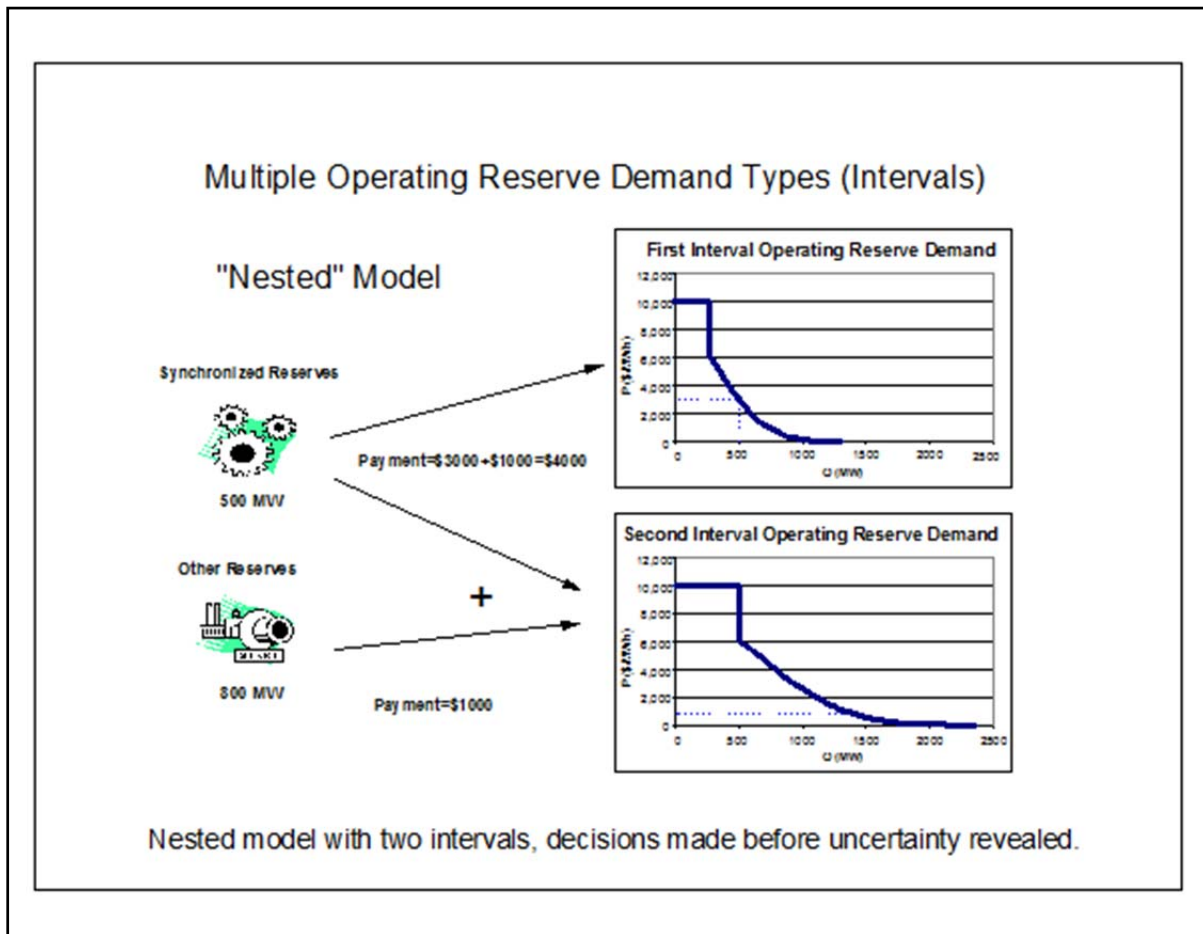 Multiple Operating Reserve Demand Types (Intervals)
"Nested" Model
Synchronized Reserves
500 MW
Payment=$3000+$1000=$4000
Other Reserves
800 MW
+
Payment=$1000
First Interval Operating Reserve Demand
12,000
10,000
8,000
6,000
4,000
2,000
0
P($/MWh)
0 500 1000 1500 2000 2500
Q (MW)
Second Interval Operating Reserve Demand
12,000
10,000
8,000
6,000
4,000
2,000
0
P($/MWh)
0 500 1000 1500 2000 2500
Q (MW)
Nested model with two intervals, decisions made before uncertainty revealed.